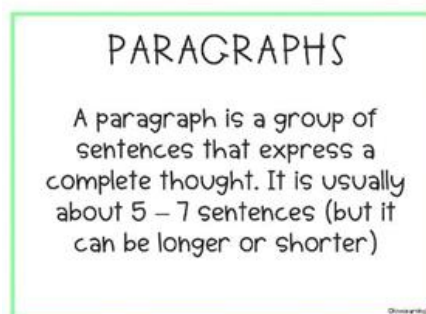 PARAGRAPHS
A paragraph is a group of
sentences that express a
complete thought. It is usually
about 5 – 7 sentences (but it
can be longer or shorter)